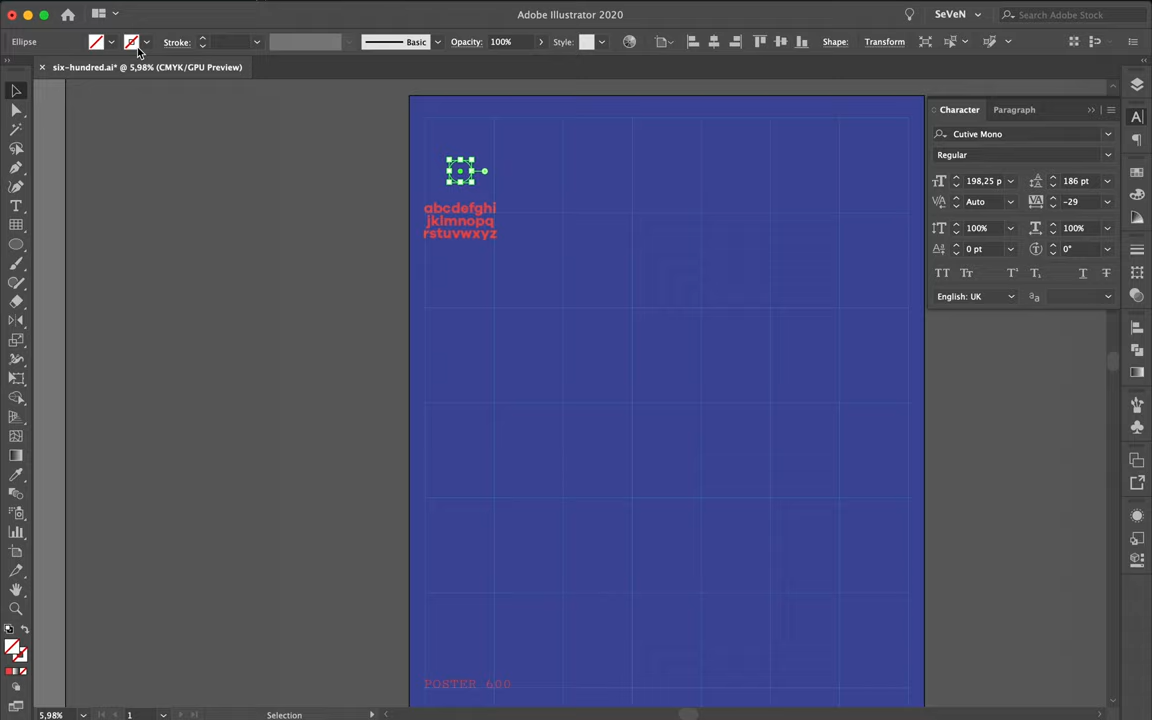 Adobe Illustrator 2020
SeVeN
Search Adobe Stock
Ellipse
Stroke:
Basic
Opacity: 100%
Style:
Shape:
Transform
six-hundred.ai* @ 5,98% (CMYK/GPU Preview)
Character
Paragraph
Cutive Mono
Regular
198,25 p
186 pt
Auto
-29
100%
100%
0 pt
0°
English: UK
abcdefghi
jklmnopq
rstuvwxyz
POSTER 600
5,98%
1
Selection